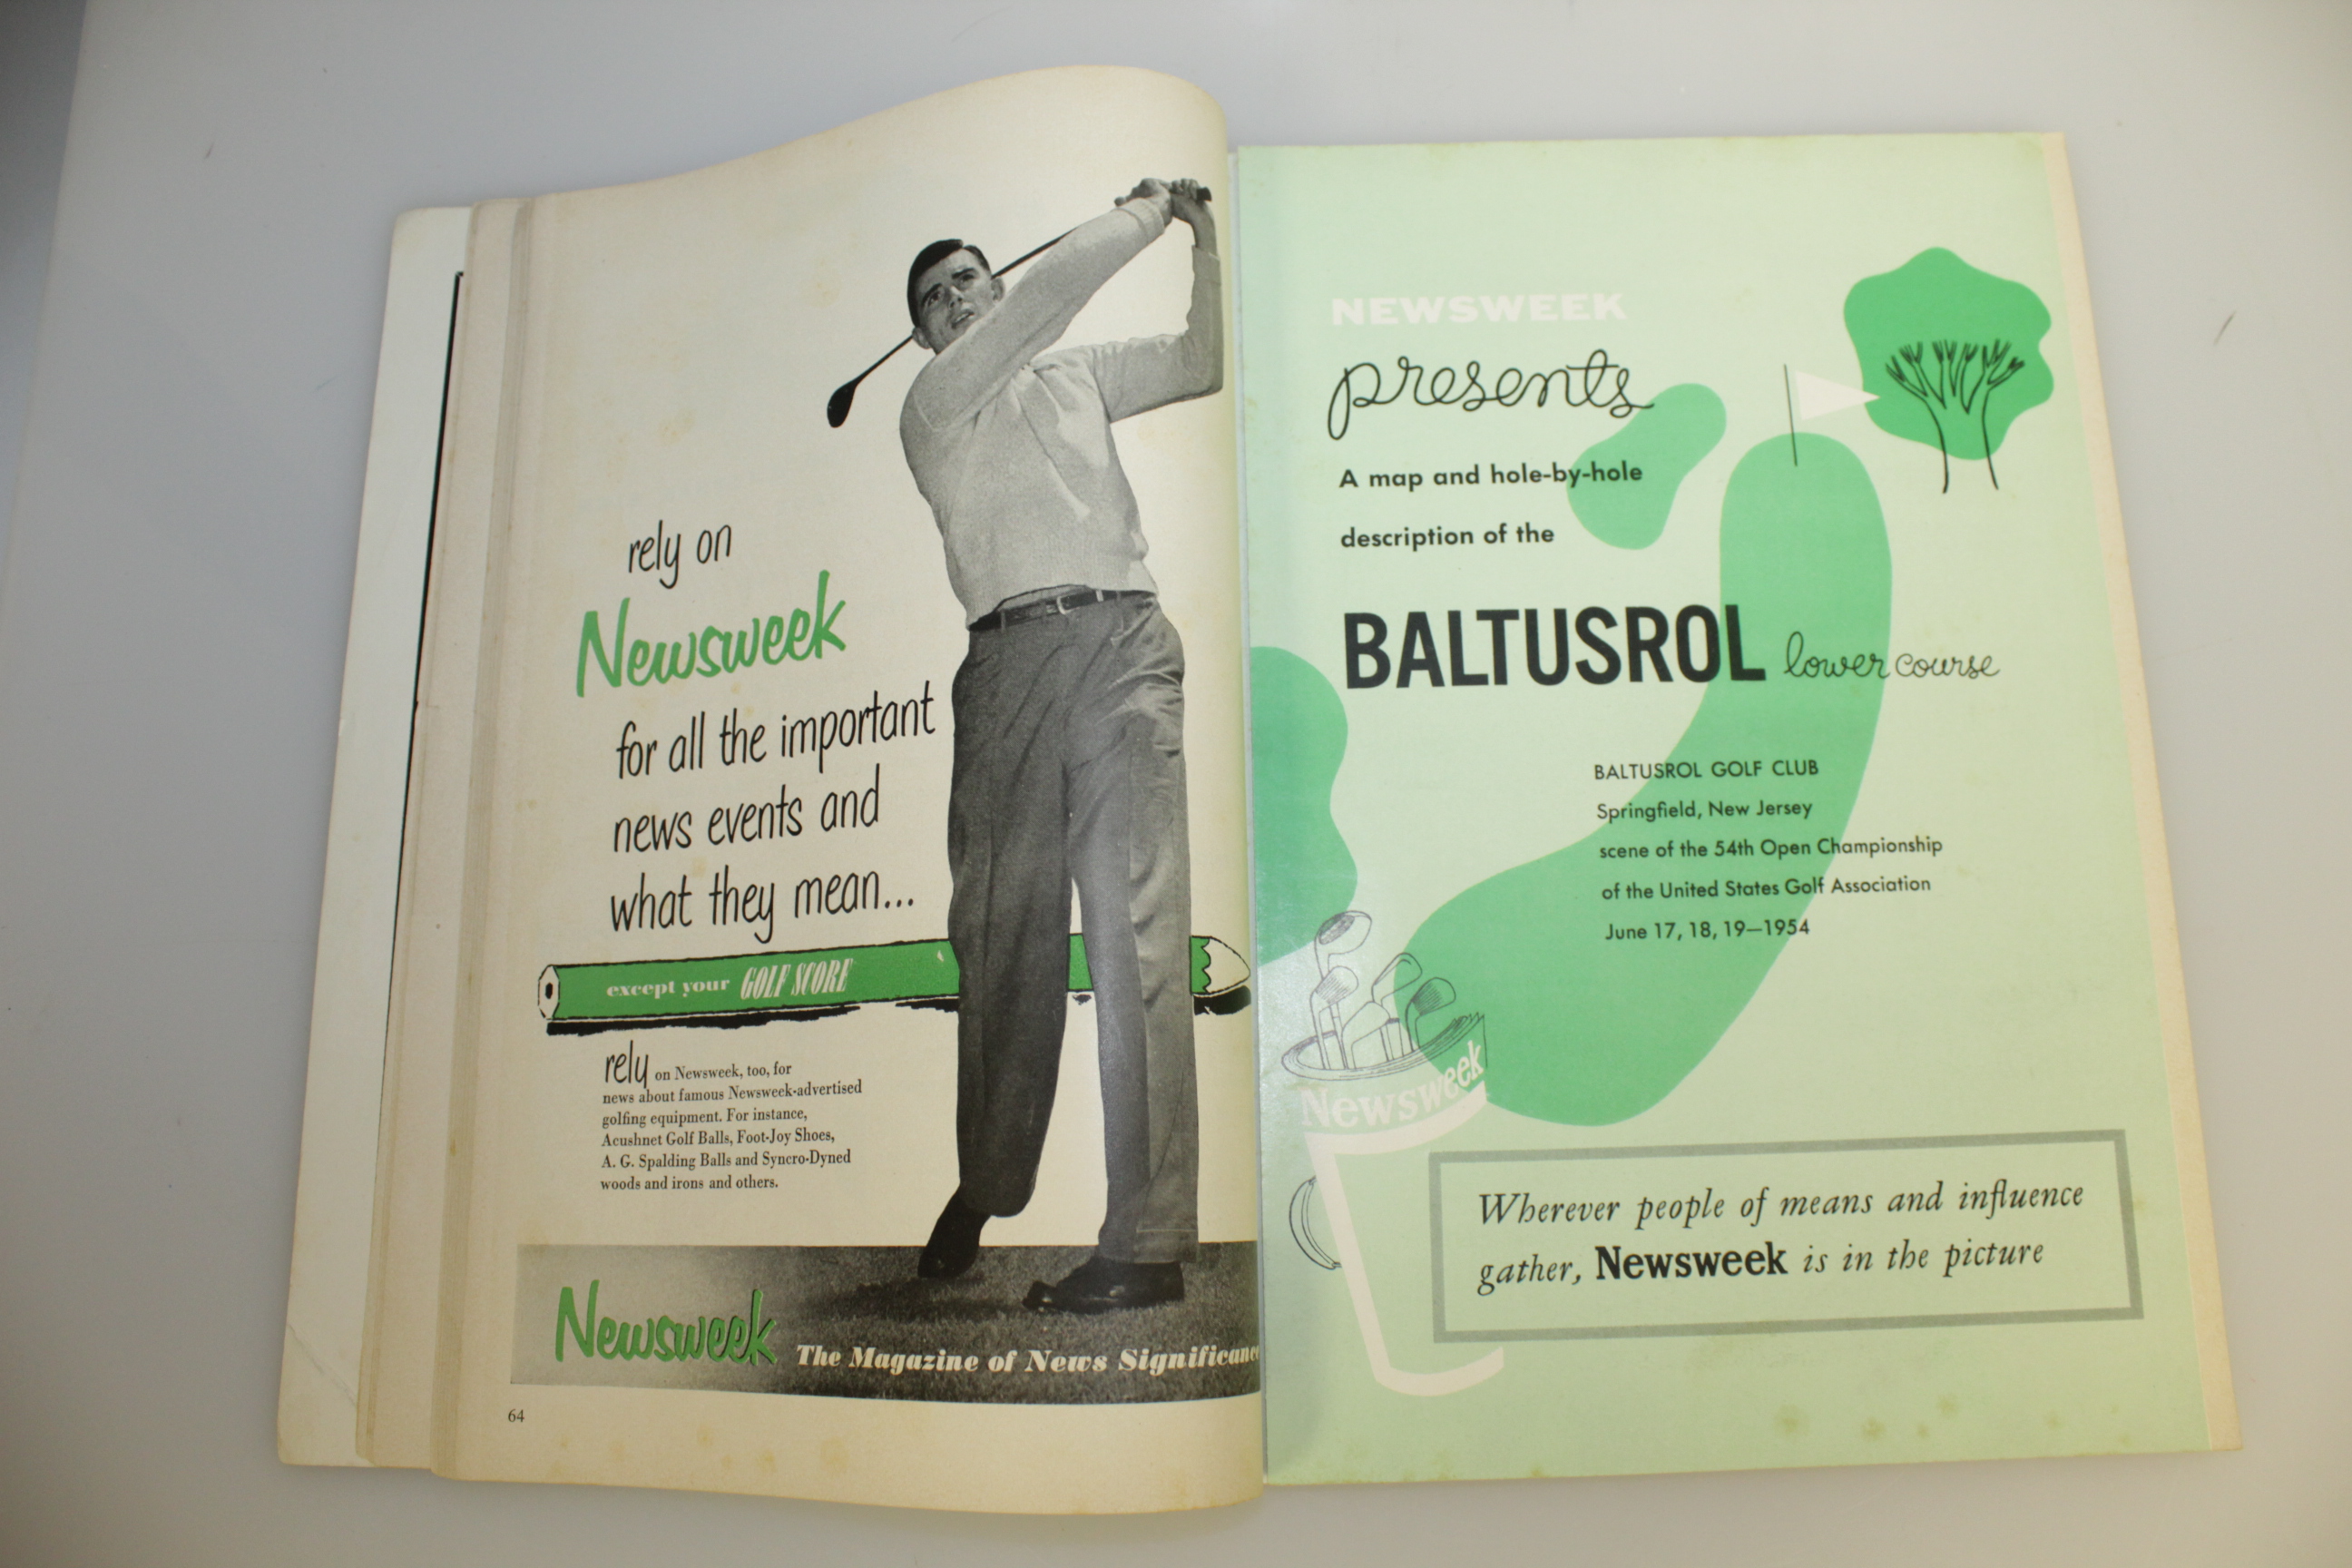 rely on
Newsweek
for all the important
news events and
what they mean...
except your GOLF SCORE
rely on Newsweek, too, for
news about famous Newsweek-advertised
golfing equipment. For instance,
Acushnet Golf Balls, Foot-Joy Shoes,
A. G. Spalding Balls and Syncro-Dyned
woods and irons and others.
Newsweek The Magazine of News Significance
64
NEWSWEEK
presents
A map and hole-by-hole
description of the
BALTUSROL lower course
BALTUSROL GOLF CLUB
Springfield, New Jersey
scene of the 54th Open Championship
of the United States Golf Association
June 17, 18, 19—1954
Newsweek
Wherever people of means and influence
gather, Newsweek is in the picture